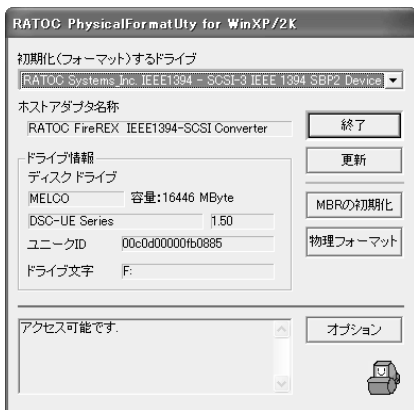 RATOC PhysicalFormatUty for WinXP/2K
初期化(フォーマット)するドライブ
RATOC Systems,Inc. IEEE1394 - SCSI-3 IEEE 1394 SBP2 Device
ホストアダプタ名称
RATOC FireREX IEEE1394-SCSI Converter
終了
ドライブ情報
更新
ディスクドライブ
MELCO 容量:16446 MByte
MBRの初期化
DSC-UE Series 1.50
ユニークID 00c0d00000fb0885
物理フォーマット
ドライブ文字 F:
アクセス可能です.
オプション